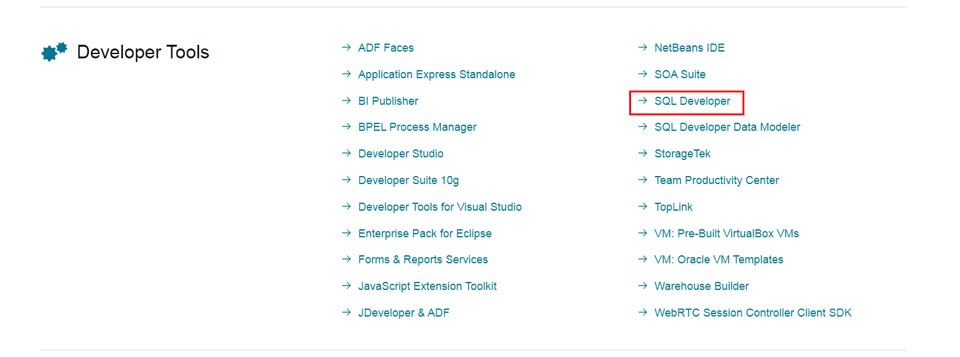 Developer Tools
ADF Faces
Application Express Standalone
BI Publisher
BPEL Process Manager
Developer Studio
Developer Suite 10g
Developer Tools for Visual Studio
Enterprise Pack for Eclipse
Forms & Reports Services
JavaScript Extension Toolkit
JDeveloper & ADF
NetBeans IDE
SOA Suite
SQL Developer
SQL Developer Data Modeler
StorageTek
Team Productivity Center
TopLink
VM: Pre-Built VirtualBox VMs
VM: Oracle VM Templates
Warehouse Builder
WebRTC Session Controller Client SDK